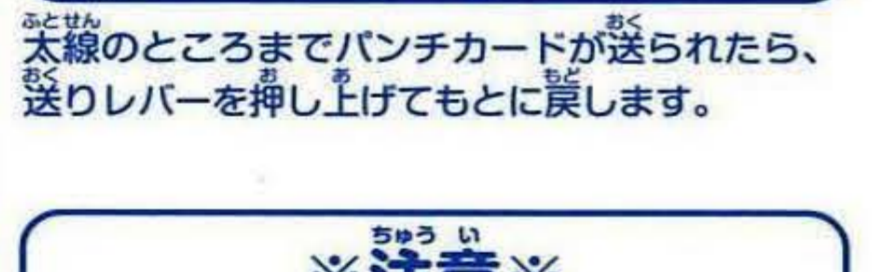 太線のところまでパンチカードが送られたら、
送りレバーを押し上げてもとに戻します。
※注意※